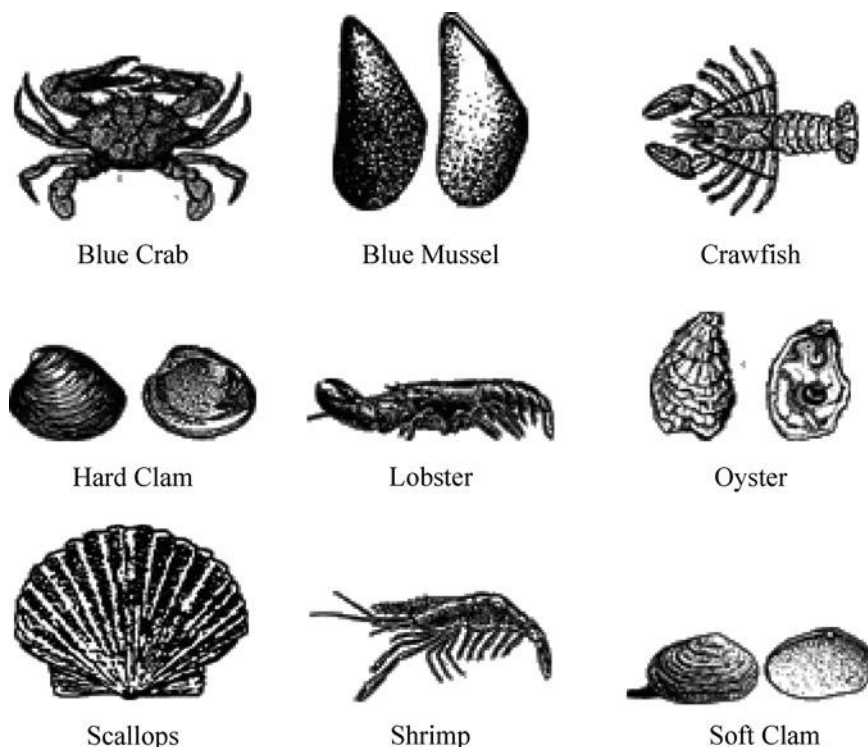 Blue Crab
Blue Mussel
Crawfish
Hard Clam
Lobster
Oyster
Scallops
Shrimp
Soft Clam